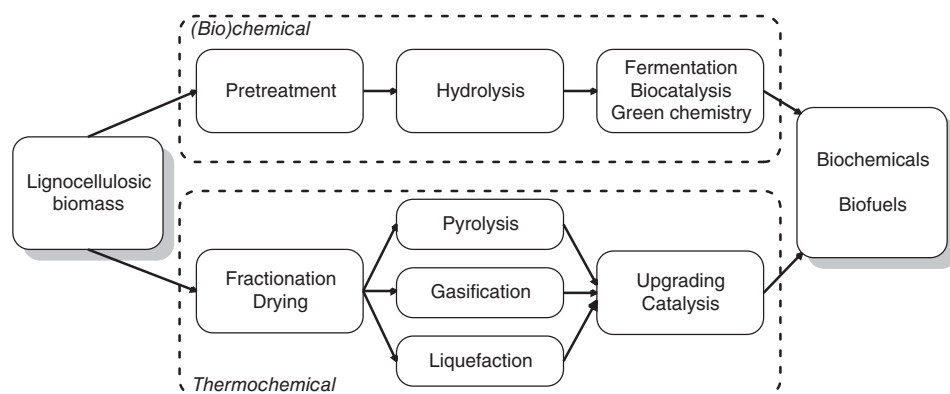 (Bio)chemical
Pretreatment
Hydrolysis
Fermentation
Biocatalysis
Green chemistry
Lignocellulosic
biomass
Biochemicals
Biofuels
Fractionation
Drying
Pyrolysis
Gasification
Liquefaction
Upgrading
Catalysis
Thermochemical